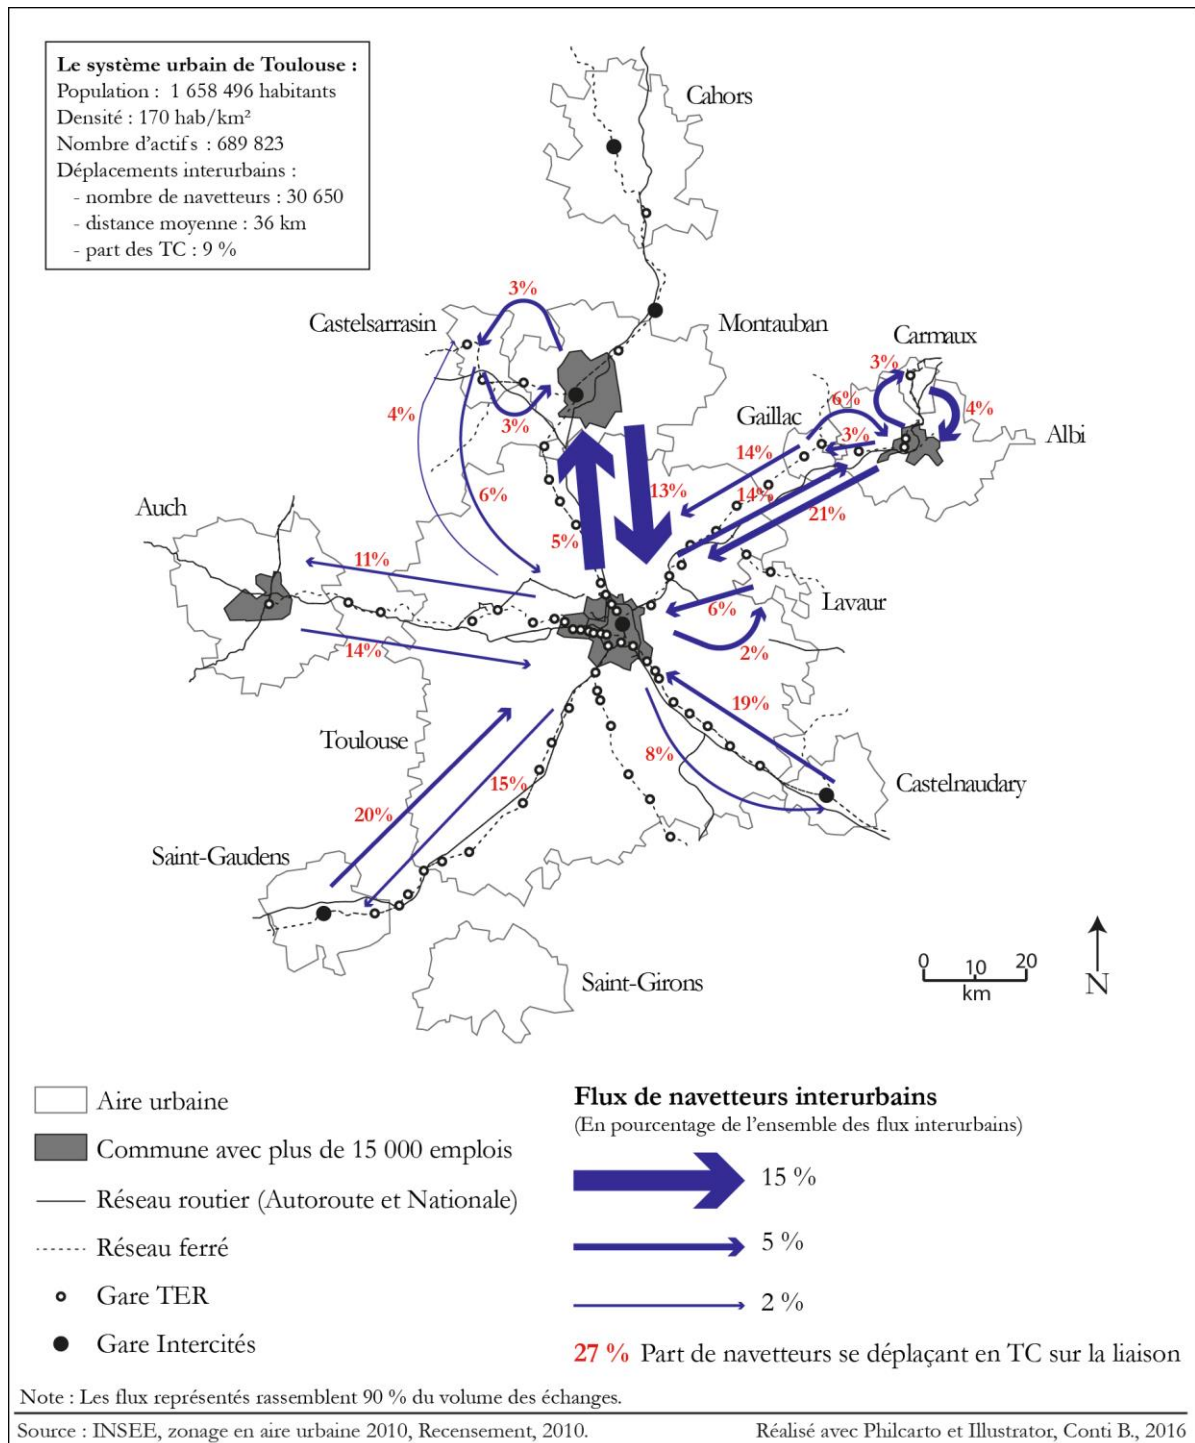 Le système urbain de Toulouse :
Population : 1 658 496 habitants
Densité : 170 hab/km²
Nombre d'actifs : 689 823
Déplacements interurbains :
- nombre de navetteurs : 30 650
- distance moyenne : 36 km
- part des TC : 9 %
Cahors
3%
Castelsarrasin
Montauban
Carmaux
3%
4%
6%
Gaillac
4%
3%
3%
Albi
14%
6%
13%
14%
21%
Auch
5%
11%
6%
Lavaur
14%
2%
19%
Toulouse
8%
15%
Castelnaudary
20%
Saint-Gaudens
Saint-Girons
0 10 20
km
N
Aire urbaine
Commune avec plus de 15 000 emplois
Réseau routier (Autoroute et Nationale)
Réseau ferré
Gare TER
Gare Intercités
Flux de navetteurs interurbains
(En pourcentage de l'ensemble des flux interurbains)
15 %
5 %
2 %
27 % Part de navetteurs se déplaçant en TC sur la liaison
Note : Les flux représentés rassemblent 90 % du volume des échanges.
Source : INSEE, zonage en aire urbaine 2010, Recensement, 2010.
Réalisé avec Philcarto et Illustrator, Conti B., 2016